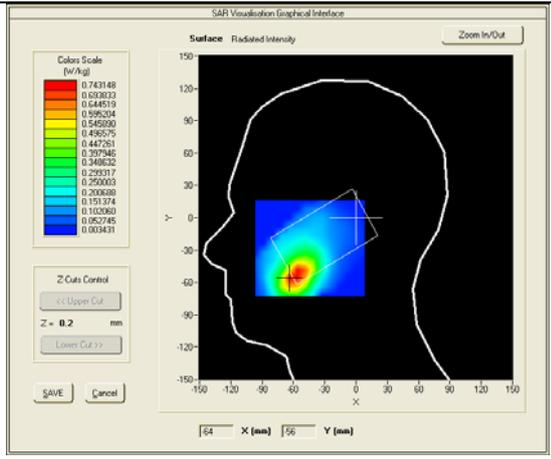 SAR Visualisation Graphical Interface
Surface Radiated Intensity
Zoom In/Out
Colors Scale
(W/kg)
0.743148
0.693833
0.644519
0.595204
0.545890
0.496575
0.447261
0.397946
0.348632
0.299317
0.250003
0.200688
0.151374
0.102060
0.052745
0.003431
150
120
90
60
30
0
-30
-60
-90
-120
-150
Y
-150 -120 -90 -60 -30 0 30 60 90 120 150
X
Z-Cuts Control
<< Upper Cut
Z = 0.2 mm
Lower Cut >>
SAVE Cancel
-64 X (mm) -56 Y (mm)